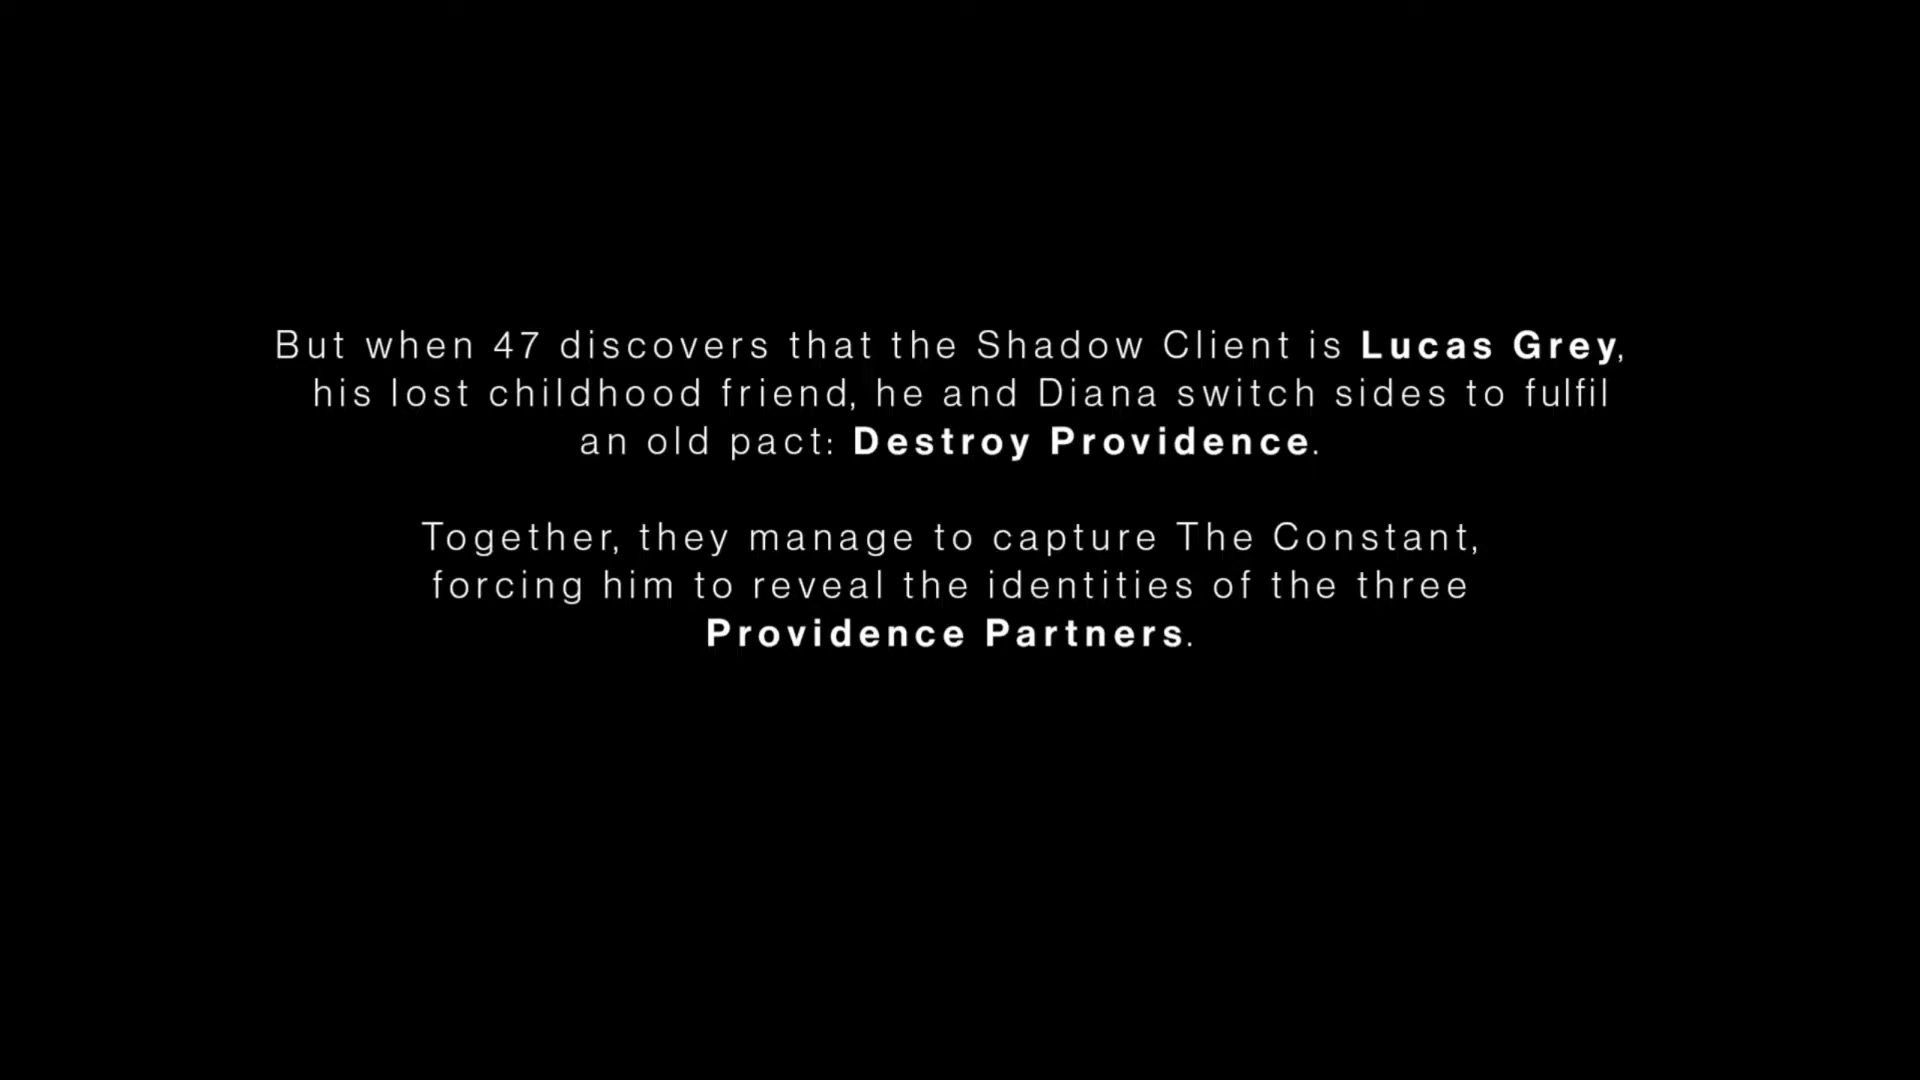 But when 47 discovers that the Shadow Client is Lucas Grey,
his lost childhood friend, he and Diana switch sides to fulfil
an old pact: Destroy Providence.
Together, they manage to capture The Constant,
forcing him to reveal the identities of the three
Providence Partners.